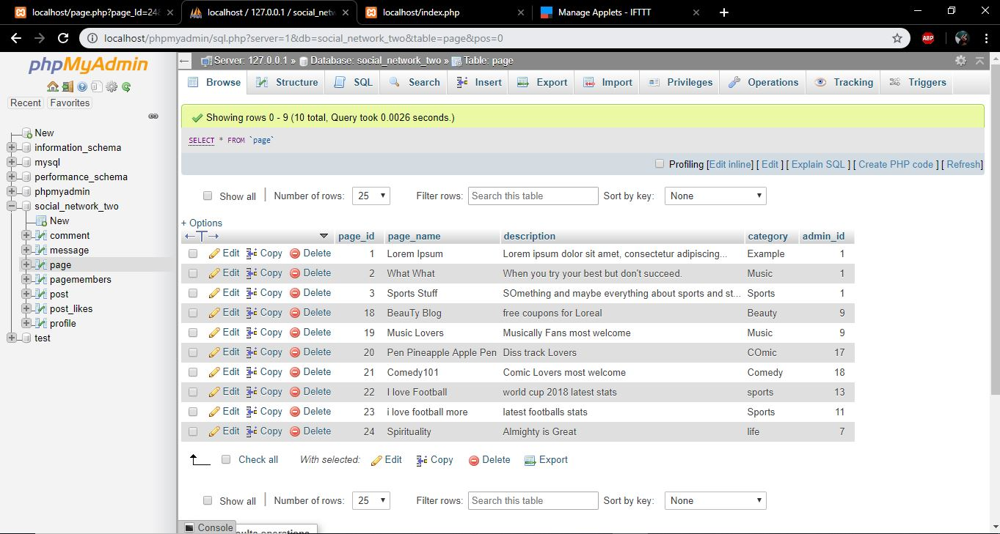 localhost/page.php?page_Id=24& localhost / 127.0.0.1 / social_netw localhost/index.php Manage Applets - IFTTT
localhost/phpmyadmin/sql.php?server=1&db=social_network_two&table=page&pos=0 ABP
phpMyAdmin
Recent Favorites
New
information_schema
mysql
performance_schema
phpmyadmin
social_network_two
New
comment
message
page
pagemembers
post
post_likes
profile
test
Server: 127.0.0.1 » Database: social_network_two » Table: page
Browse Structure SQL Search Insert Export Import Privileges Operations Tracking Triggers
Showing rows 0 - 9 (10 total, Query took 0.0026 seconds.)
SELECT * FROM `page`
Profiling [Edit inline] [ Edit ] [ Explain SQL ] [ Create PHP code ] [ Refresh]
Show all Number of rows: 25 Filter rows: Search this table Sort by key: None
+ Options
page_id page_name description category admin_id
Edit Copy Delete 1 Lorem Ipsum Lorem ipsum dolor sit amet, consectetur adipiscing... Example 1
Edit Copy Delete 2 What What When you try your best but don't succeed. Music 1
Edit Copy Delete 3 Sports Stuff SOmething and maybe everything about sports and st... Sports 1
Edit Copy Delete 18 BeauTy Blog free coupons for Loreal Beauty 9
Edit Copy Delete 19 Music Lovers Musically Fans most welcome Music 9
Edit Copy Delete 20 Pen Pineapple Apple Pen Diss track Lovers COmic 17
Edit Copy Delete 21 Comedy101 Comic Lovers most welcome Comedy 18
Edit Copy Delete 22 I love Football world cup 2018 latest stats sports 13
Edit Copy Delete 23 i love football more latest footballs stats Sports 11
Edit Copy Delete 24 Spirituality Almighty is Great life 7
Check all With selected: Edit Copy Delete Export
Show all Number of rows: 25 Filter rows: Search this table Sort by key: None
Console